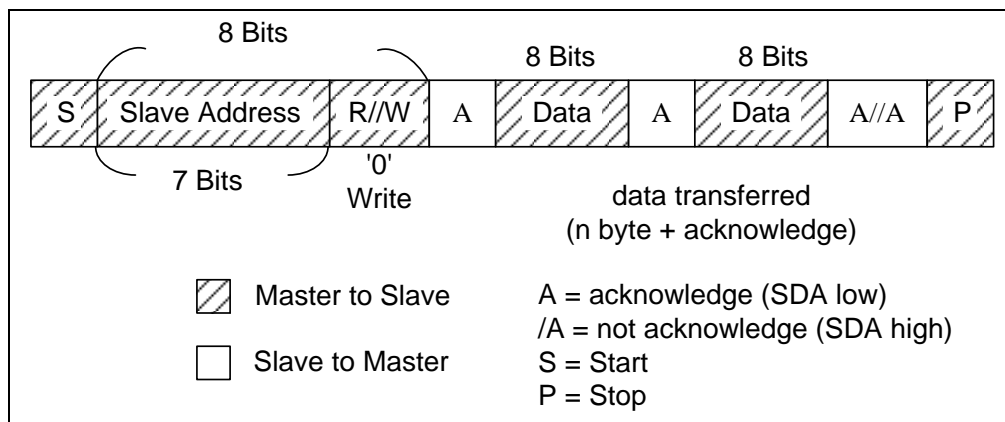 8 Bits
8 Bits
8 Bits
S
Slave Address
R//W
A
Data
A
Data
A//A
P
7 Bits
'0'
Write
data transferred
(n byte + acknowledge)
Master to Slave
Slave to Master
A = acknowledge (SDA low)
/A = not acknowledge (SDA high)
S = Start
P = Stop